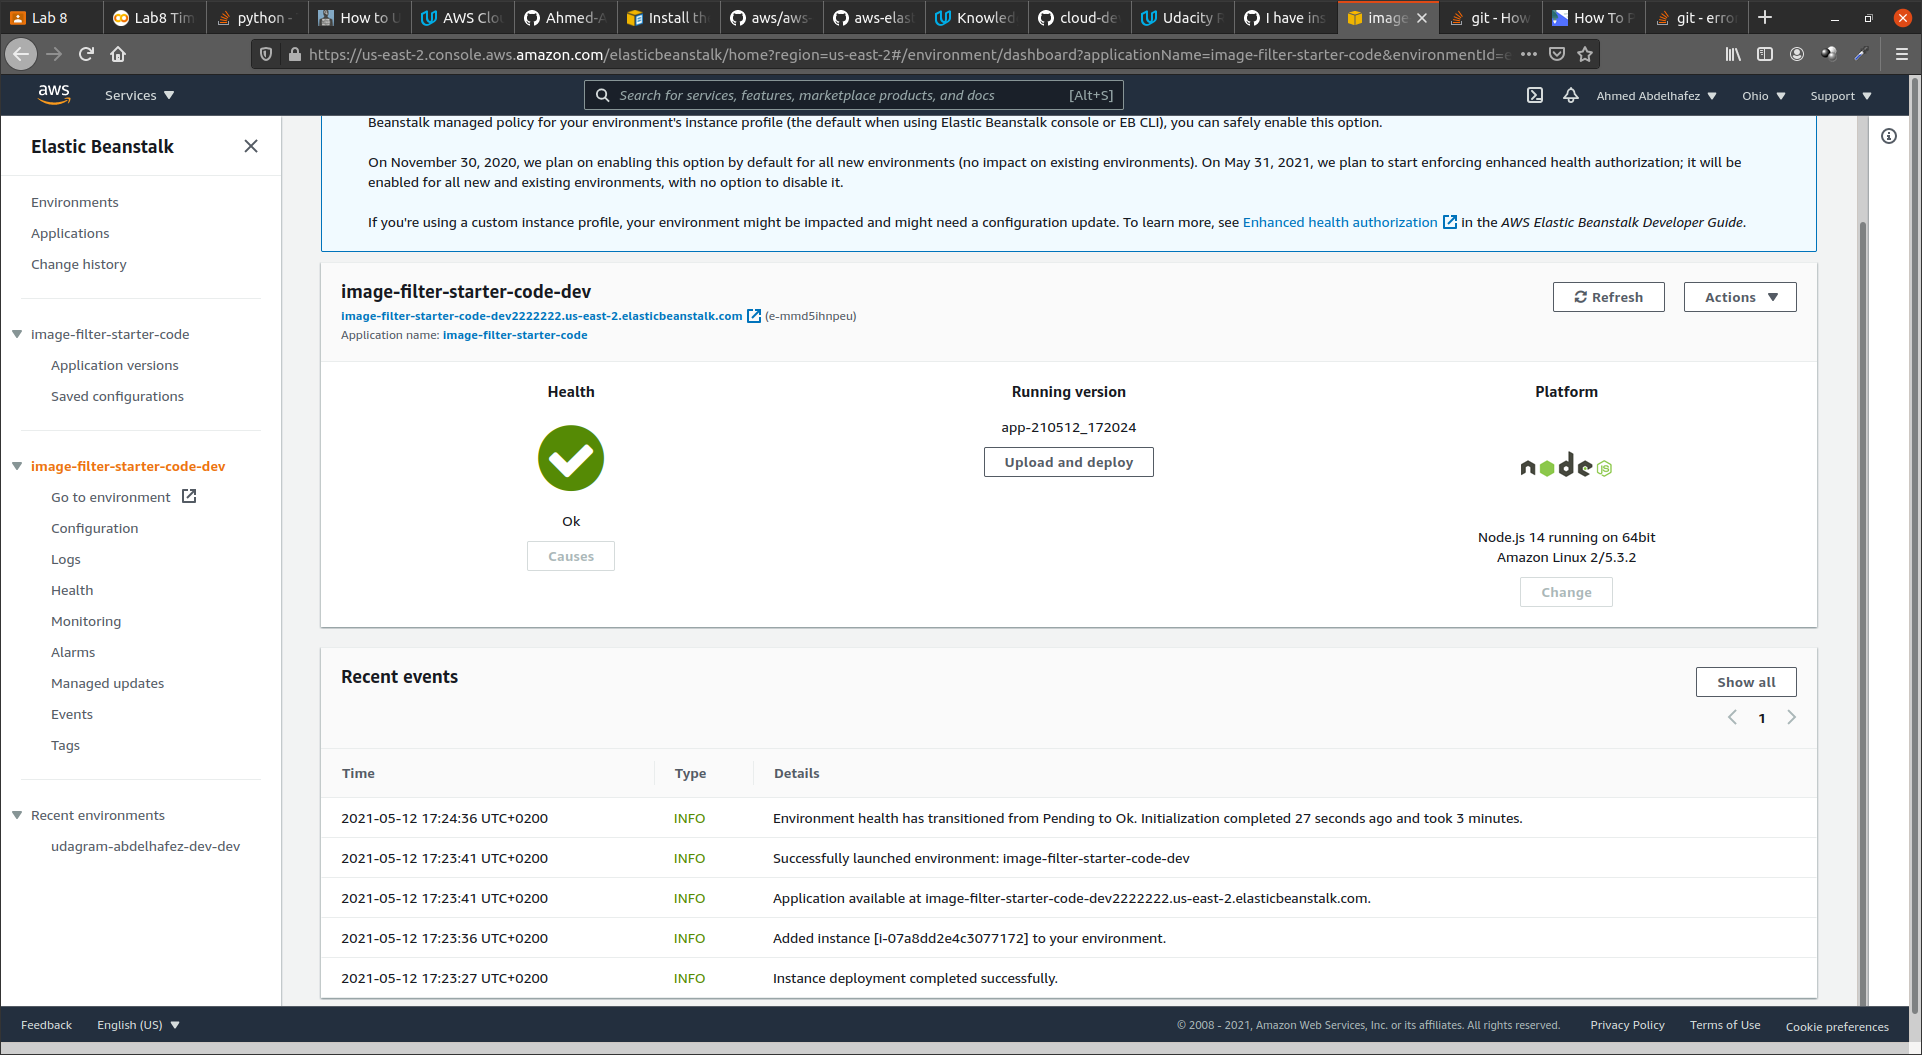 Lab 8
Lab8 Tim
python -
How to U
AWS Clou
Ahmed-A
Install the
aws/aws-
aws-elast
Knowled
cloud-de
Udacity R
I have ins
image
git - How
How To P
git - error
https://us-east-2.console.aws.amazon.com/elasticbeanstalk/home?region=us-east-2#/environment/dashboard?applicationName=image-filter-starter-code&environmentId=e
aws
Services
Search for services, features, marketplace products, and docs
[Alt+S]
Ahmed Abdelhafez
Ohio
Support
Elastic Beanstalk
Environments
Applications
Change history
image-filter-starter-code
Application versions
Saved configurations
image-filter-starter-code-dev
Go to environment
Configuration
Logs
Health
Monitoring
Alarms
Managed updates
Events
Tags
Recent environments
udagram-abdelhafez-dev-dev
Beanstalk managed policy for your environment's instance profile (the default when using Elastic Beanstalk console or EB CLI), you can safely enable this option.
On November 30, 2020, we plan on enabling this option by default for all new environments (no impact on existing environments). On May 31, 2021, we plan to start enforcing enhanced health authorization; it will be
enabled for all new and existing environments, with no option to disable it.
If you're using a custom instance profile, your environment might be impacted and might need a configuration update. To learn more, see Enhanced health authorization in the AWS Elastic Beanstalk Developer Guide.
image-filter-starter-code-dev
image-filter-starter-code-dev2222222.us-east-2.elasticbeanstalk.com (e-mmd5ihnpeu)
Application name: image-filter-starter-code
Refresh
Actions
Health
Ok
Causes
Running version
app-210512_172024
Upload and deploy
Platform
node JS
Node.js 14 running on 64bit
Amazon Linux 2/5.3.2
Change
Recent events
Show all
1
Time Type Details
2021-05-12 17:24:36 UTC+0200 INFO Environment health has transitioned from Pending to Ok. Initialization completed 27 seconds ago and took 3 minutes.
2021-05-12 17:23:41 UTC+0200 INFO Successfully launched environment: image-filter-starter-code-dev
2021-05-12 17:23:41 UTC+0200 INFO Application available at image-filter-starter-code-dev2222222.us-east-2.elasticbeanstalk.com.
2021-05-12 17:23:36 UTC+0200 INFO Added instance [i-07a8dd2e4c3077172] to your environment.
2021-05-12 17:23:27 UTC+0200 INFO Instance deployment completed successfully.
Feedback
English (US)
© 2008 - 2021, Amazon Web Services, Inc. or its affiliates. All rights reserved.
Privacy Policy
Terms of Use
Cookie preferences